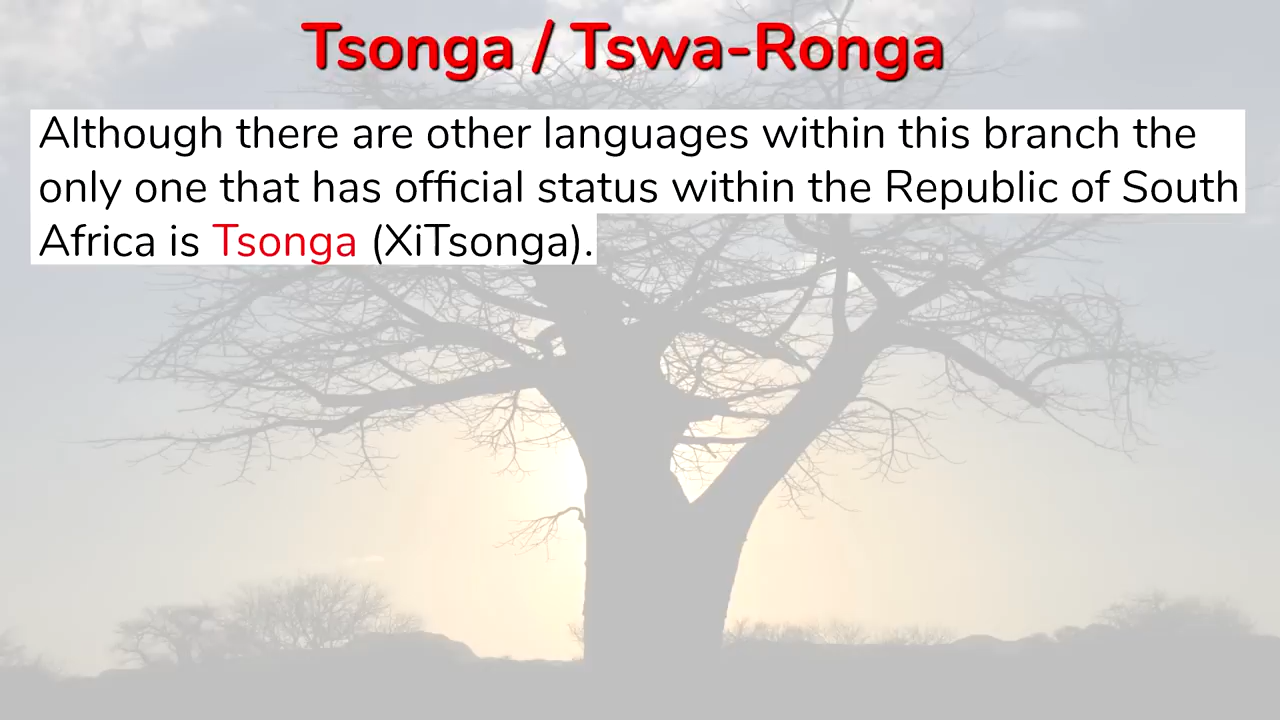 Tsonga / Tswa-Ronga
Although there are other languages within this branch the
only one that has official status within the Republic of South
Africa is Tsonga (XiTsonga).